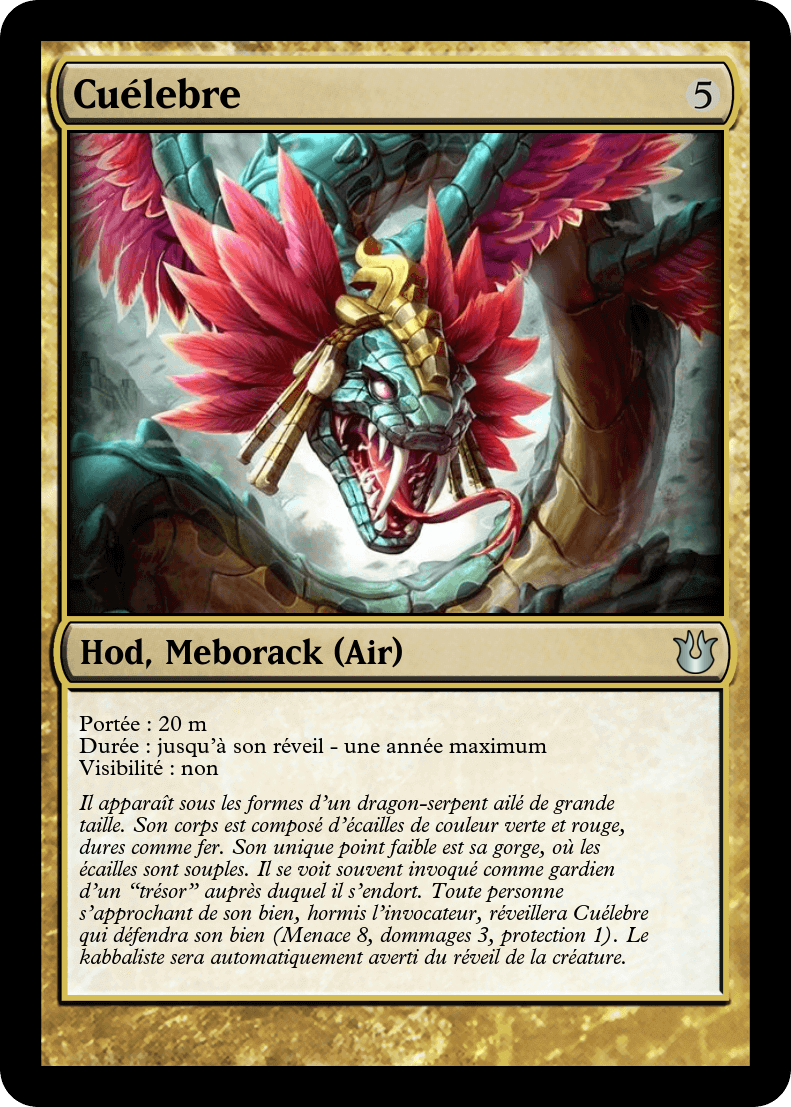 Cuélebre
5
Hod, Meborack (Air)
Portée : 20 m
Durée : jusqu'à son réveil - une année maximum
Visibilité : non
Il apparaît sous les formes d'un dragon-serpent ailé de grande
taille. Son corps est composé d'écailles de couleur verte et rouge,
dures comme fer. Son unique point faible est sa gorge, où les
écailles sont souples. Il se voit souvent invoqué comme gardien
d'un “trésor” auprès duquel il s'endort. Toute personne
s'approchant de son bien, hormis l'invocateur, réveillera Cuélebre
qui défendra son bien (Menace 8, dommages 3, protection 1). Le
kabbaliste sera automatiquement averti du réveil de la créature.